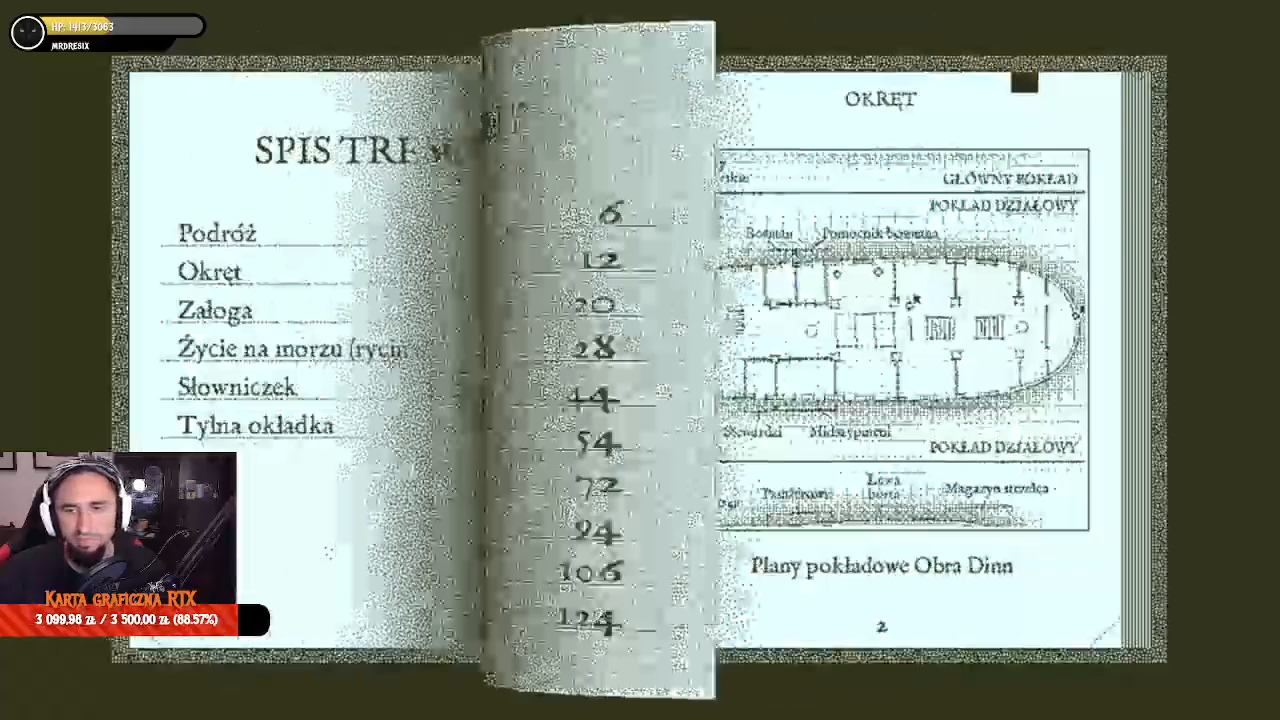 HP: 1413/3063
MRDRESIX
SPIS TRE
Podróż
Okręt
Załoga
Życie na morzu (rycin
Słowniczek
Tylna okładka
6
12
20
28
44
54
72
94
106
124
OKRĘT
GŁÓWNY POKŁAD
POKŁAD DZIAŁOWY
Bosman
Pomocnik bosmana
Stewardzi
Midszypmeni
POKŁAD DZIAŁOWY
Lewa
burta
Magazyn strzelca
Plany pokładowe Obra Dinn
2
KARTA GRAFICZNA RTX
3 099.98 ZŁ / 3 500.00 ZŁ (88.57%)